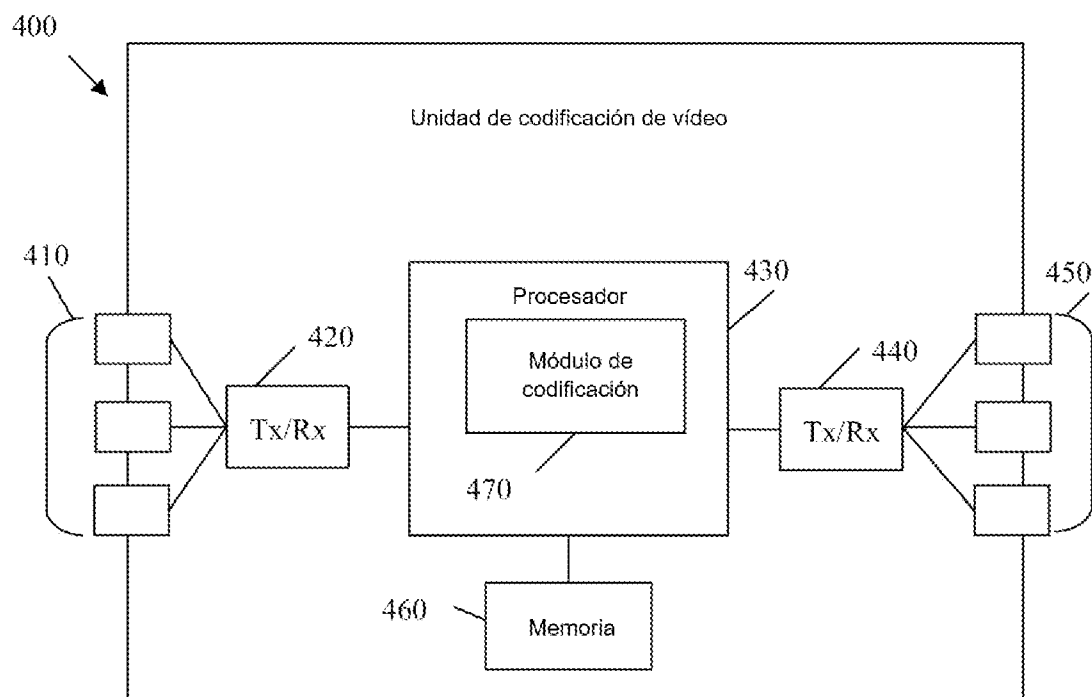 400
Unidad de codificación de vídeo
410
430
450
Procesador
420
Módulo de
codificación
440
Tx/Rx
Tx/Rx
470
460
Memoria